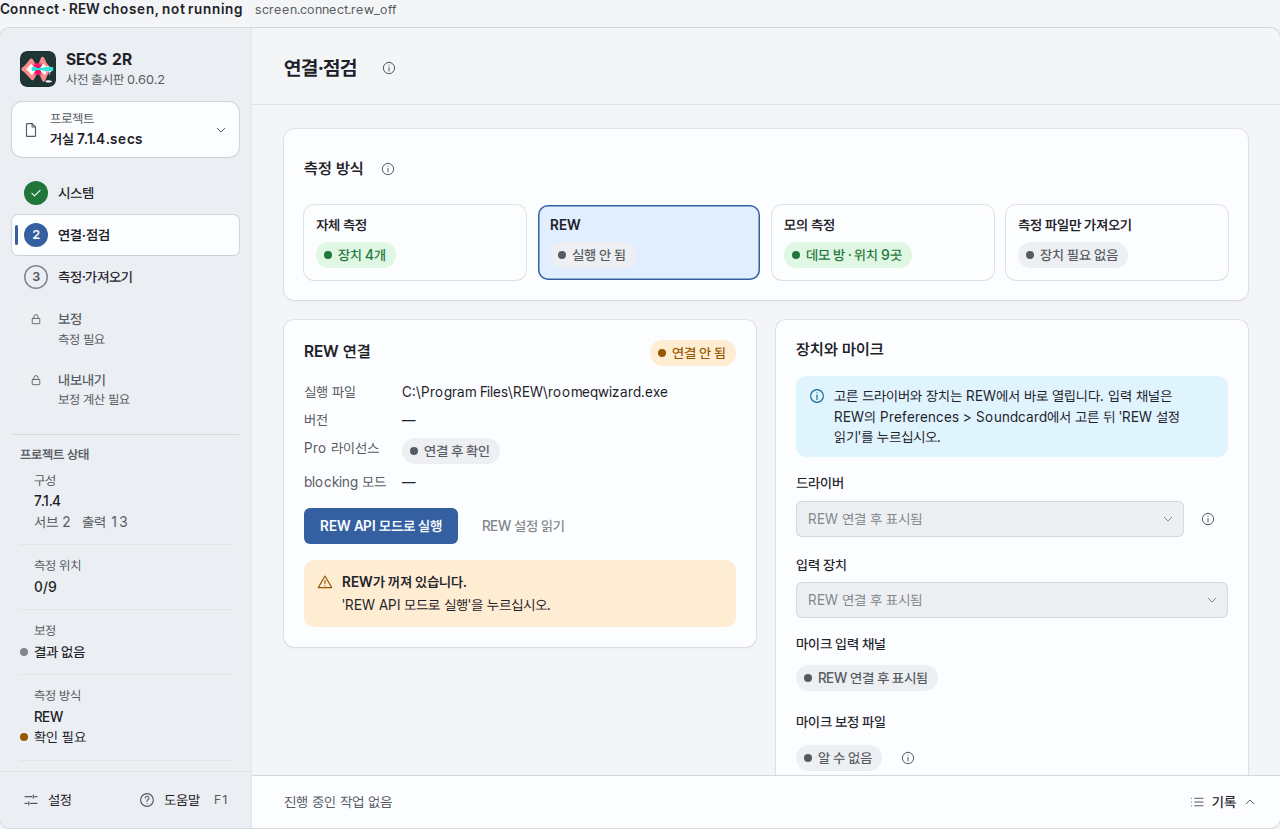 Connect · REW chosen, not running screen.connect.rew_off
SECS 2R
사전 출시판 0.60.2
프로젝트
거실 7.1.4.secs
시스템
2 연결·점검
3 측정·가져오기
보정
측정 필요
내보내기
보정 계산 필요
프로젝트 상태
구성
7.1.4
서브 2 출력 13
측정 위치
0/9
보정
결과 없음
측정 방식
REW
확인 필요
설정 도움말 F1
연결·점검
측정 방식
자체 측정
장치 4개
REW
실행 안 됨
모의 측정
데모 방 · 위치 9곳
측정 파일만 가져오기
장치 필요 없음
REW 연결
연결 안 됨
실행 파일 C:\Program Files\REW\roomeqwizard.exe
버전 —
Pro 라이선스 연결 후 확인
blocking 모드 —
REW API 모드로 실행 REW 설정 읽기
REW가 꺼져 있습니다.
'REW API 모드로 실행'을 누르십시오.
장치와 마이크
고른 드라이버와 장치는 REW에서 바로 열립니다. 입력 채널은
REW의 Preferences > Soundcard에서 고른 뒤 'REW 설정
읽기'를 누르십시오.
드라이버
REW 연결 후 표시됨
입력 장치
REW 연결 후 표시됨
마이크 입력 채널
REW 연결 후 표시됨
마이크 보정 파일
알 수 없음
진행 중인 작업 없음
기록